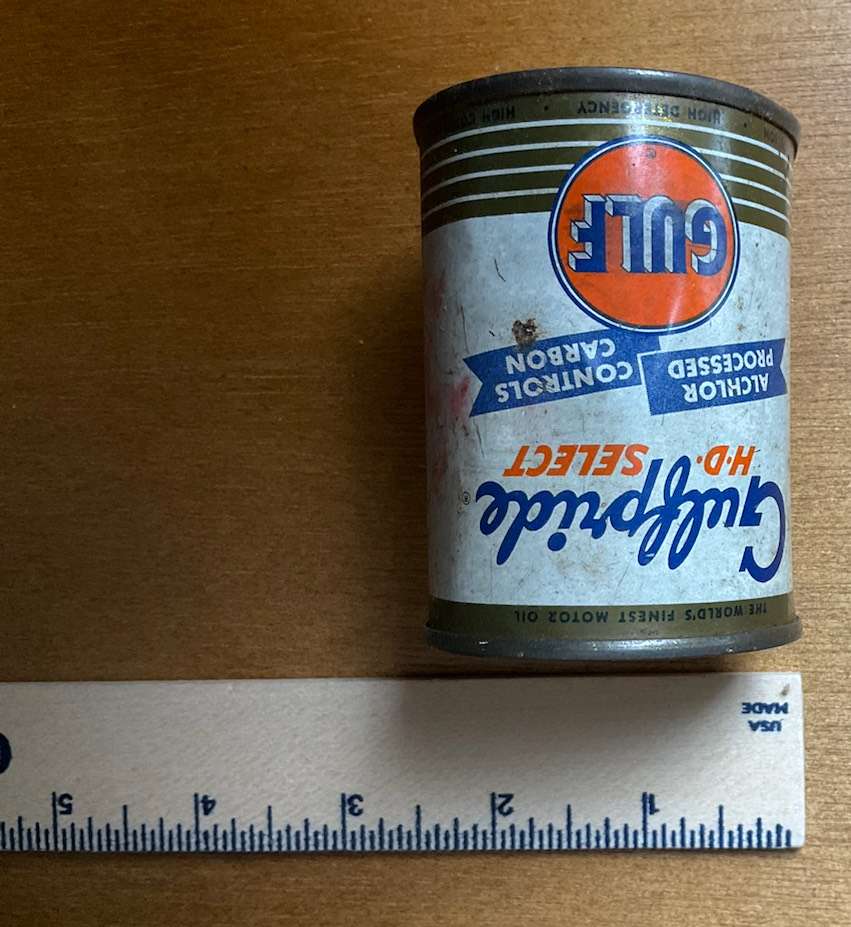 1 2 3 4 5
USA
MADE
THE WORLD'S FINEST MOTOR OIL
Gulfpride®
H·D· SELECT
ALCHLOR
PROCESSED
CONTROLS
CARBON
GULF
HIGH DETERGENCY • HIGH